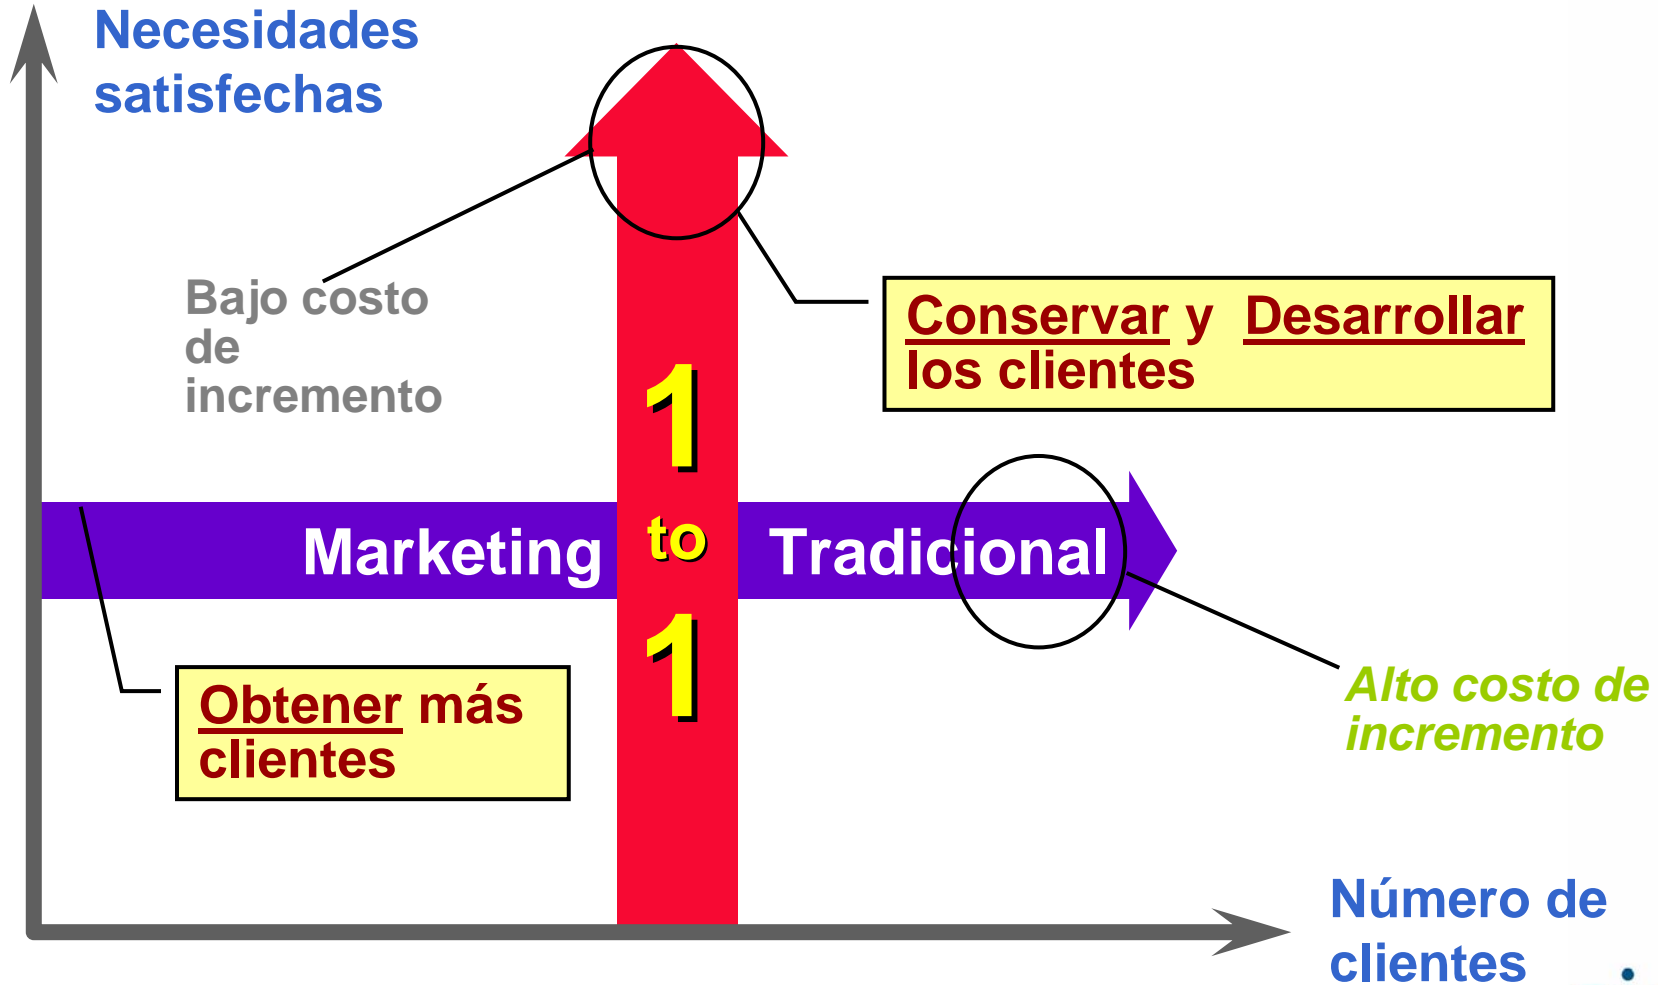 Necesidades
satisfechas
Bajo costo
de
incremento
Conservar y Desarrollar
los clientes
1
to
1
Marketing
Tradicional
Obtener más
clientes
Alto costo de
incremento
Número de
clientes